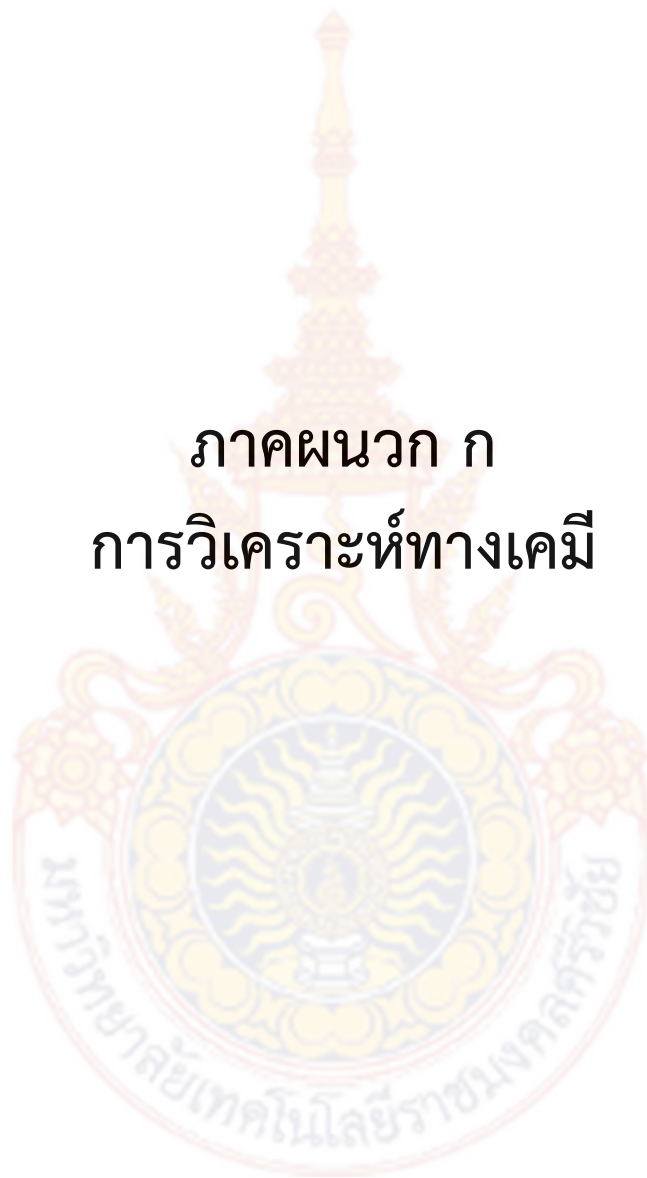 ภาคผนวก ก
การวิเคราะห์ทางเคมี
มหาวิทยาลัยเทคโนโลยีราชมงคลศรีวิชัย